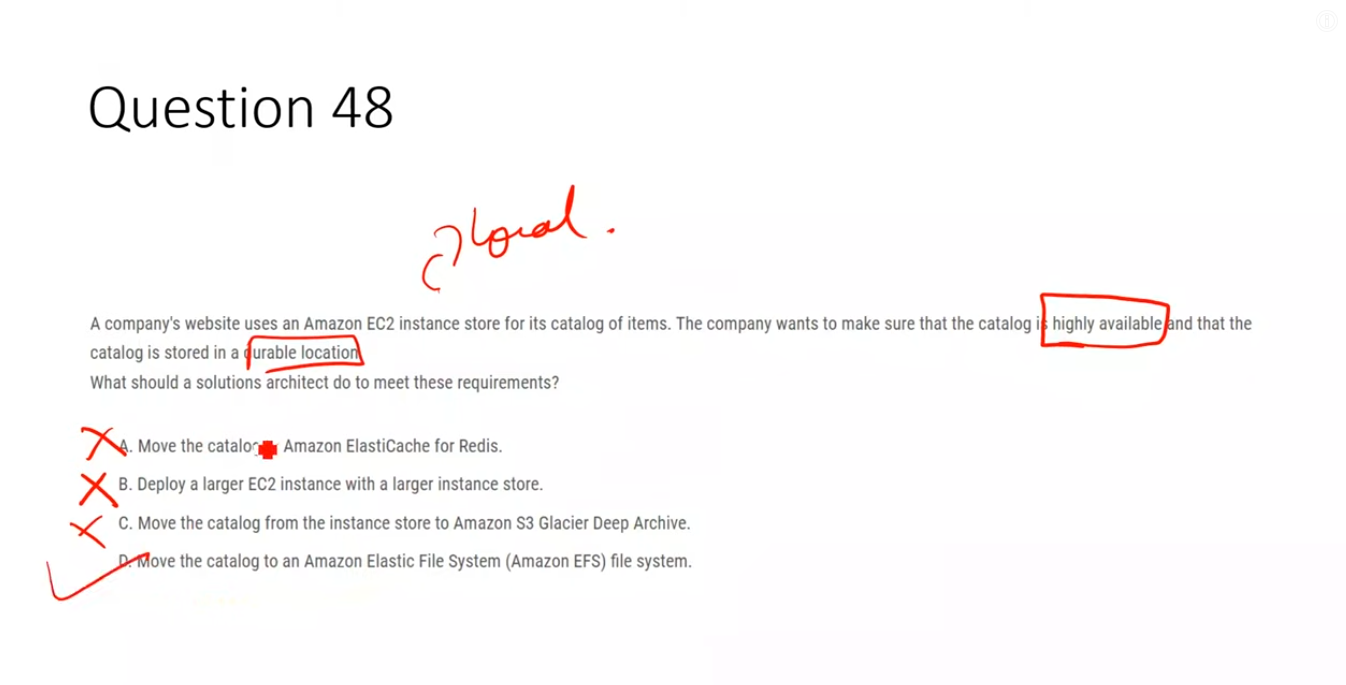 Question 48
local.
A company's website uses an Amazon EC2 instance store for its catalog of items. The company wants to make sure that the catalog is highly available and that the
catalog is stored in a durable location
What should a solutions architect do to meet these requirements?
A. Move the catalog Amazon ElastiCache for Redis.
B. Deploy a larger EC2 instance with a larger instance store.
C. Move the catalog from the instance store to Amazon S3 Glacier Deep Archive.
D. Move the catalog to an Amazon Elastic File System (Amazon EFS) file system.